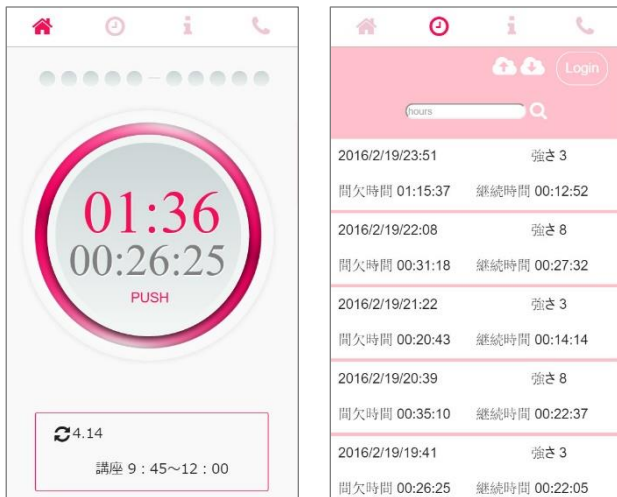 01:36
00:26:25
PUSH
4.14
講座 9：45～12：00
Login
hours
2016/2/19/23:51 強さ 3
間欠時間 01:15:37 継続時間 00:12:52
2016/2/19/22:08 強さ 8
間欠時間 00:31:18 継続時間 00:27:32
2016/2/19/21:22 強さ 3
間欠時間 00:20:43 継続時間 00:14:14
2016/2/19/20:39 強さ 8
間欠時間 00:35:10 継続時間 00:22:37
2016/2/19/19:41 強さ 3
間欠時間 00:26:25 継続時間 00:22:05